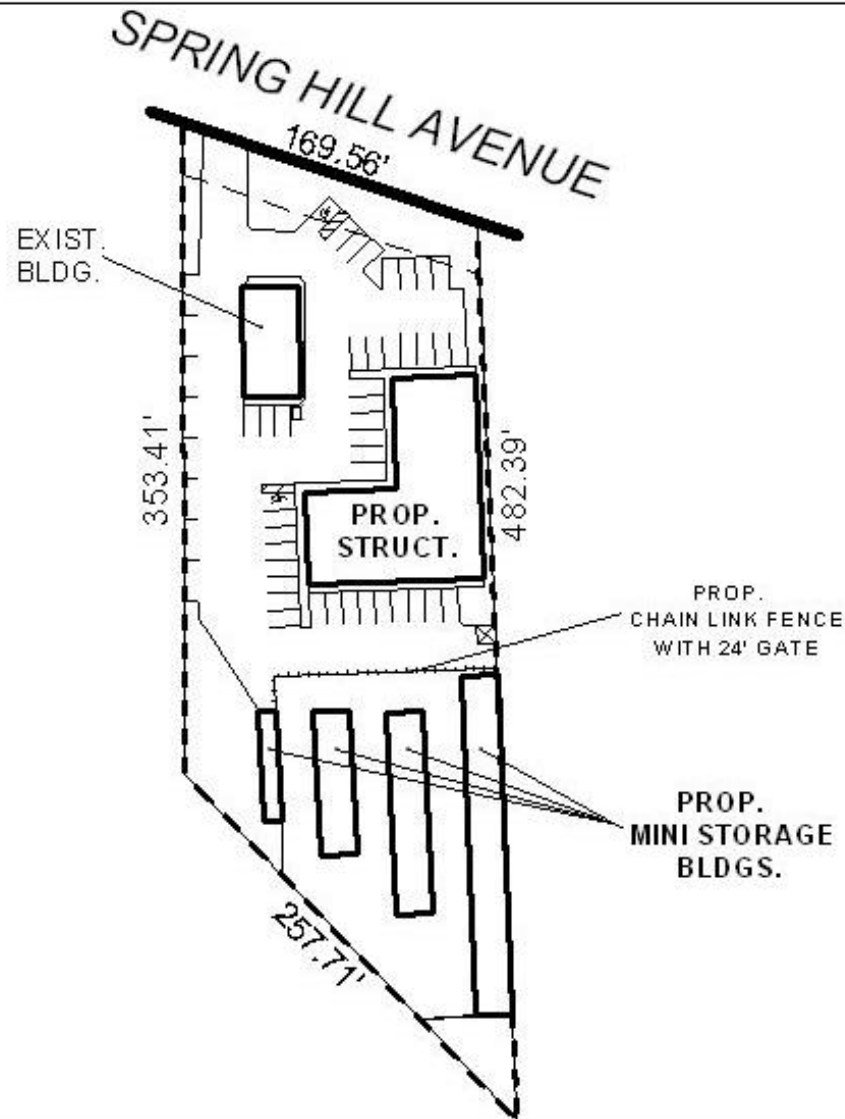 SPRING HILL AVENUE
169.56'
EXIST.
BLDG.
353.41'
482.39'
PROP.
STRUCT.
PROP.
CHAIN LINK FENCE
WITH 24' GATE
PROP.
MINI STORAGE
BLDGS.
257.71'